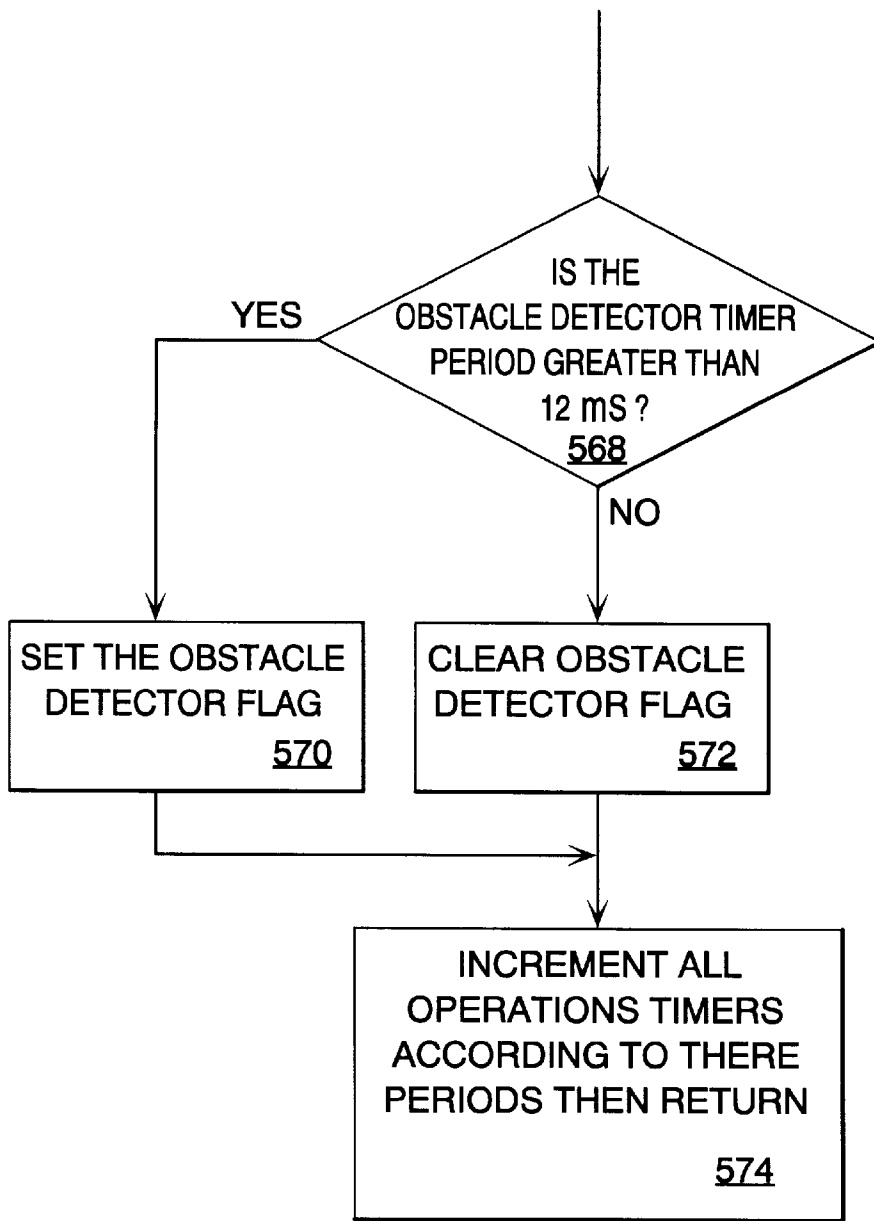 IS THE
OBSTACLE DETECTOR TIMER
PERIOD GREATER THAN
12 mS ?
568
YES
NO
SET THE OBSTACLE
DETECTOR FLAG
570
CLEAR OBSTACLE
DETECTOR FLAG
572
INCREMENT ALL
OPERATIONS TIMERS
ACCORDING TO THERE
PERIODS THEN RETURN
574